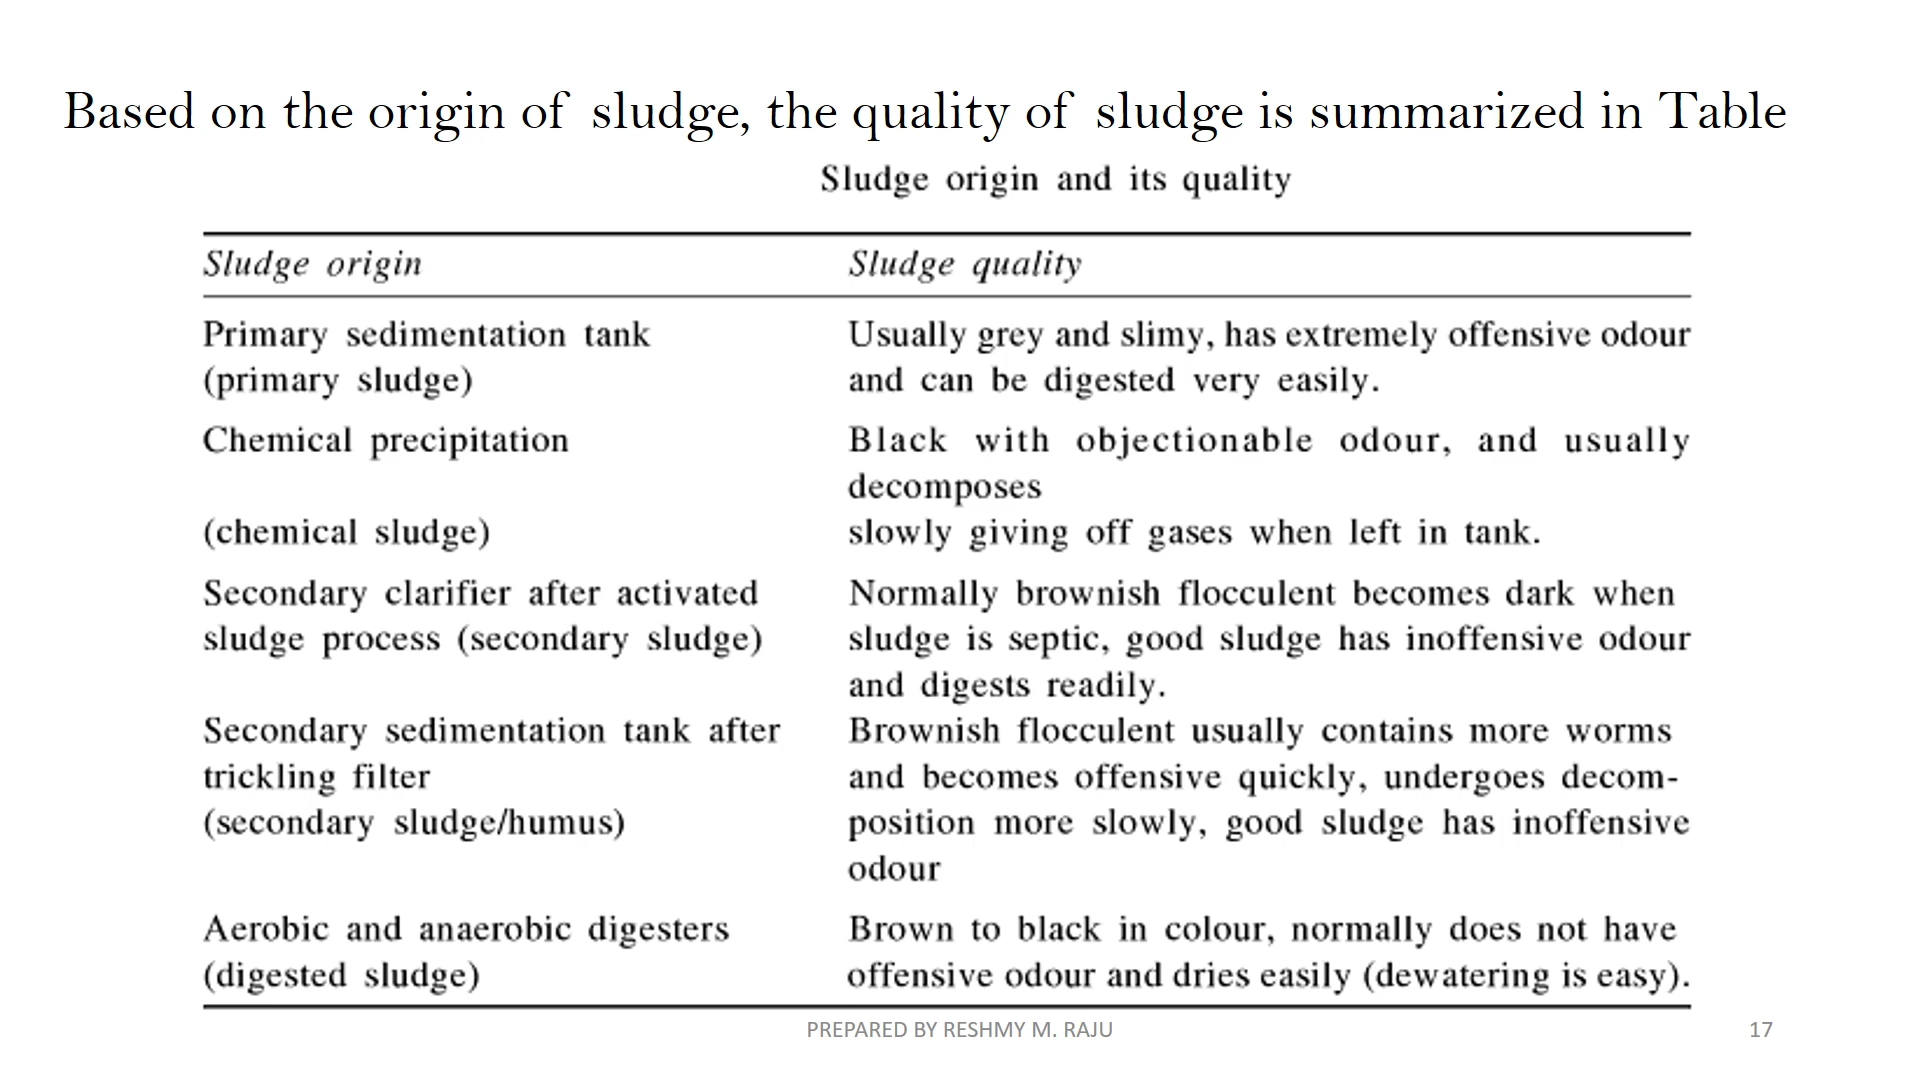 Based on the origin of sludge, the quality of sludge is summarized in Table
Sludge origin and its quality
Sludge origin Sludge quality
Primary sedimentation tank Usually grey and slimy, has extremely offensive odour
(primary sludge) and can be digested very easily.
Chemical precipitation Black with objectionable odour, and usually
decomposes
(chemical sludge) slowly giving off gases when left in tank.
Secondary clarifier after activated Normally brownish flocculent becomes dark when
sludge process (secondary sludge) sludge is septic, good sludge has inoffensive odour
and digests readily.
Secondary sedimentation tank after Brownish flocculent usually contains more worms
trickling filter and becomes offensive quickly, undergoes decom-
(secondary sludge/humus) position more slowly, good sludge has inoffensive
odour
Aerobic and anaerobic digesters Brown to black in colour, normally does not have
(digested sludge) offensive odour and dries easily (dewatering is easy).
PREPARED BY RESHMY M. RAJU 17